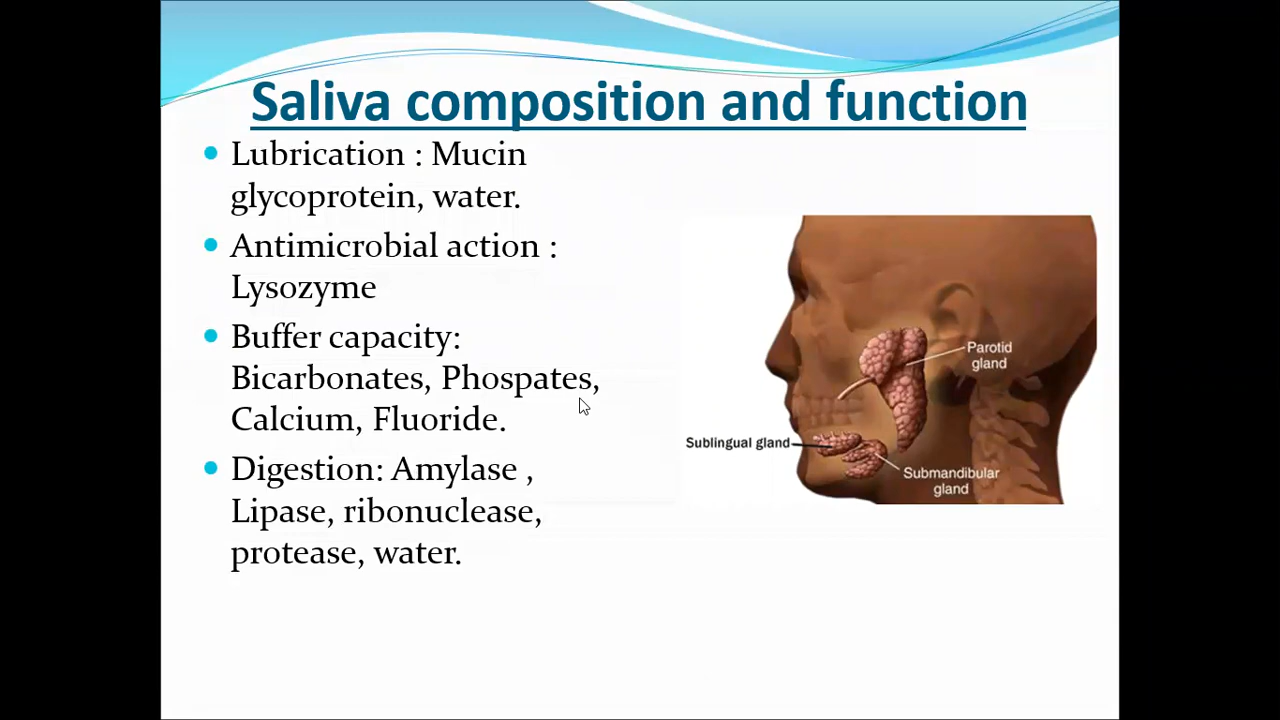 Saliva composition and function
Lubrication : Mucin
glycoprotein, water.
Antimicrobial action :
Lysozyme
Buffer capacity:
Bicarbonates, Phospates,
Calcium, Fluoride.
Digestion: Amylase ,
Lipase, ribonuclease,
protease, water.
Parotid
gland
Sublingual gland
Submandibular
gland